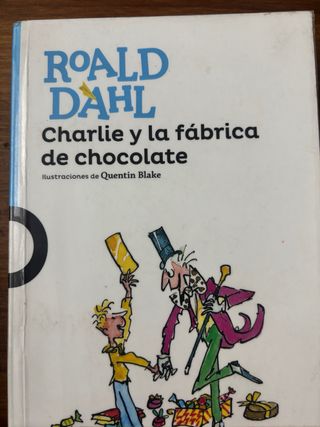 ROALD
DAHL
Charlie y la fábrica
de chocolate
Ilustraciones de Quentin Blake